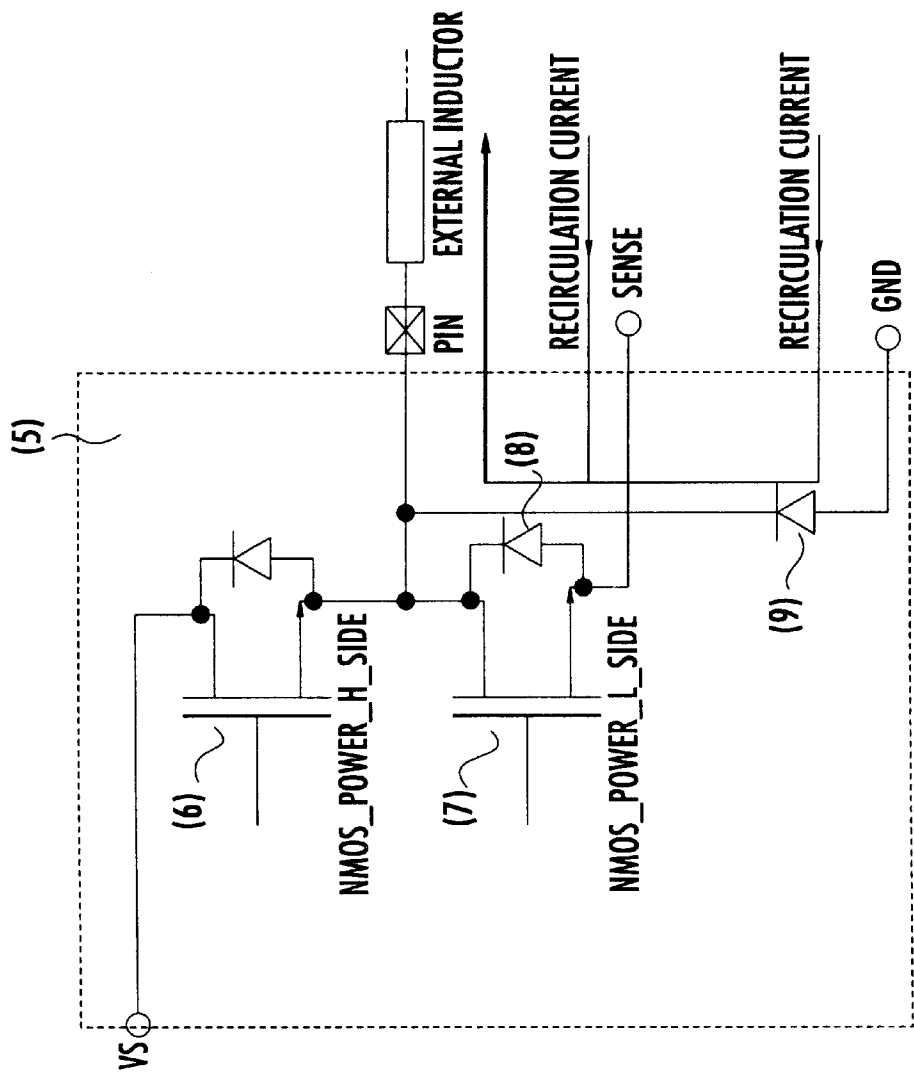 (5)
VS
(6)
NMOS_POWER_H_SIDE
PIN
EXTERNAL INDUCTOR
(7)
NMOS_POWER_L_SIDE
(8)
RECIRCULATION CURRENT
SENSE
(9)
RECIRCULATION CURRENT
GND